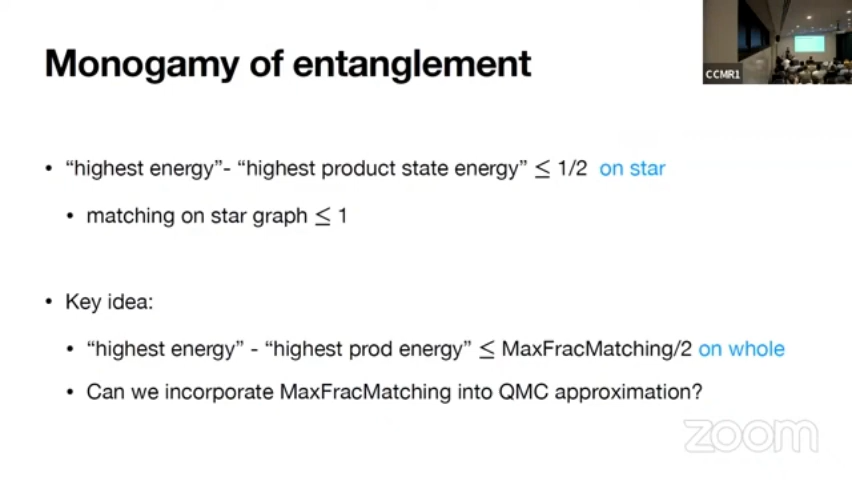 Monogamy of entanglement
CCMR1
• “highest energy”- “highest product state energy” ≤ 1/2 on star
• matching on star graph ≤ 1
• Key idea:
• “highest energy” - “highest prod energy” ≤ MaxFracMatching/2 on whole
• Can we incorporate MaxFracMatching into QMC approximation?
zoom